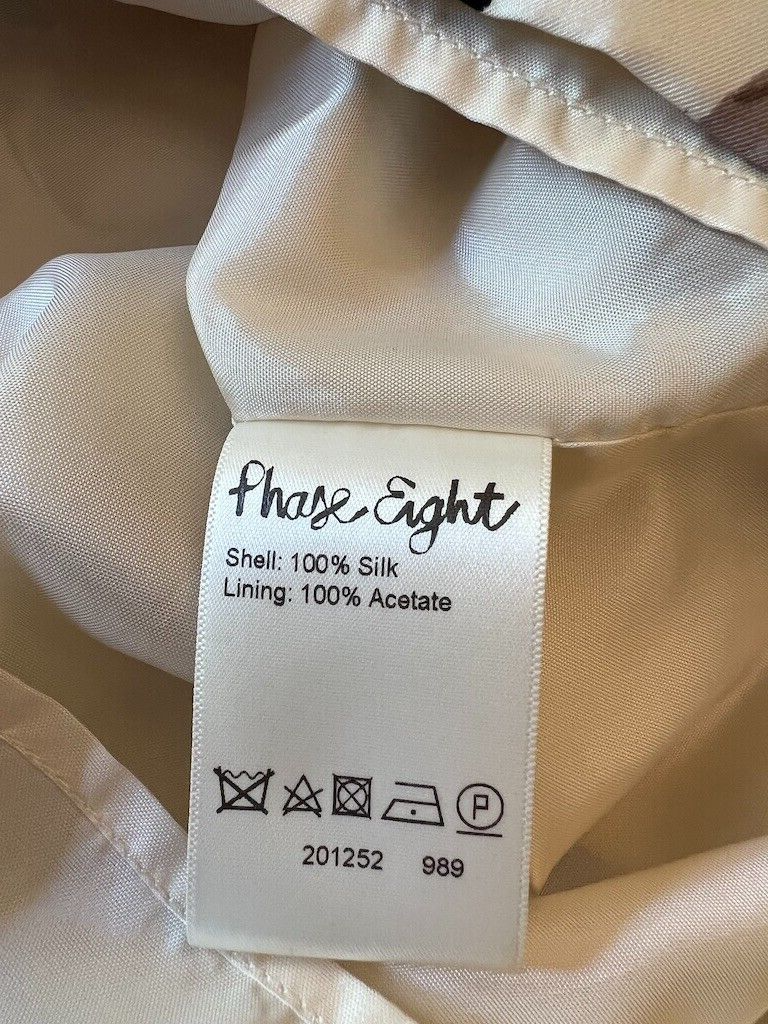 Phase Eight
Shell: 100% Silk
Lining: 100% Acetate
P
201252 989